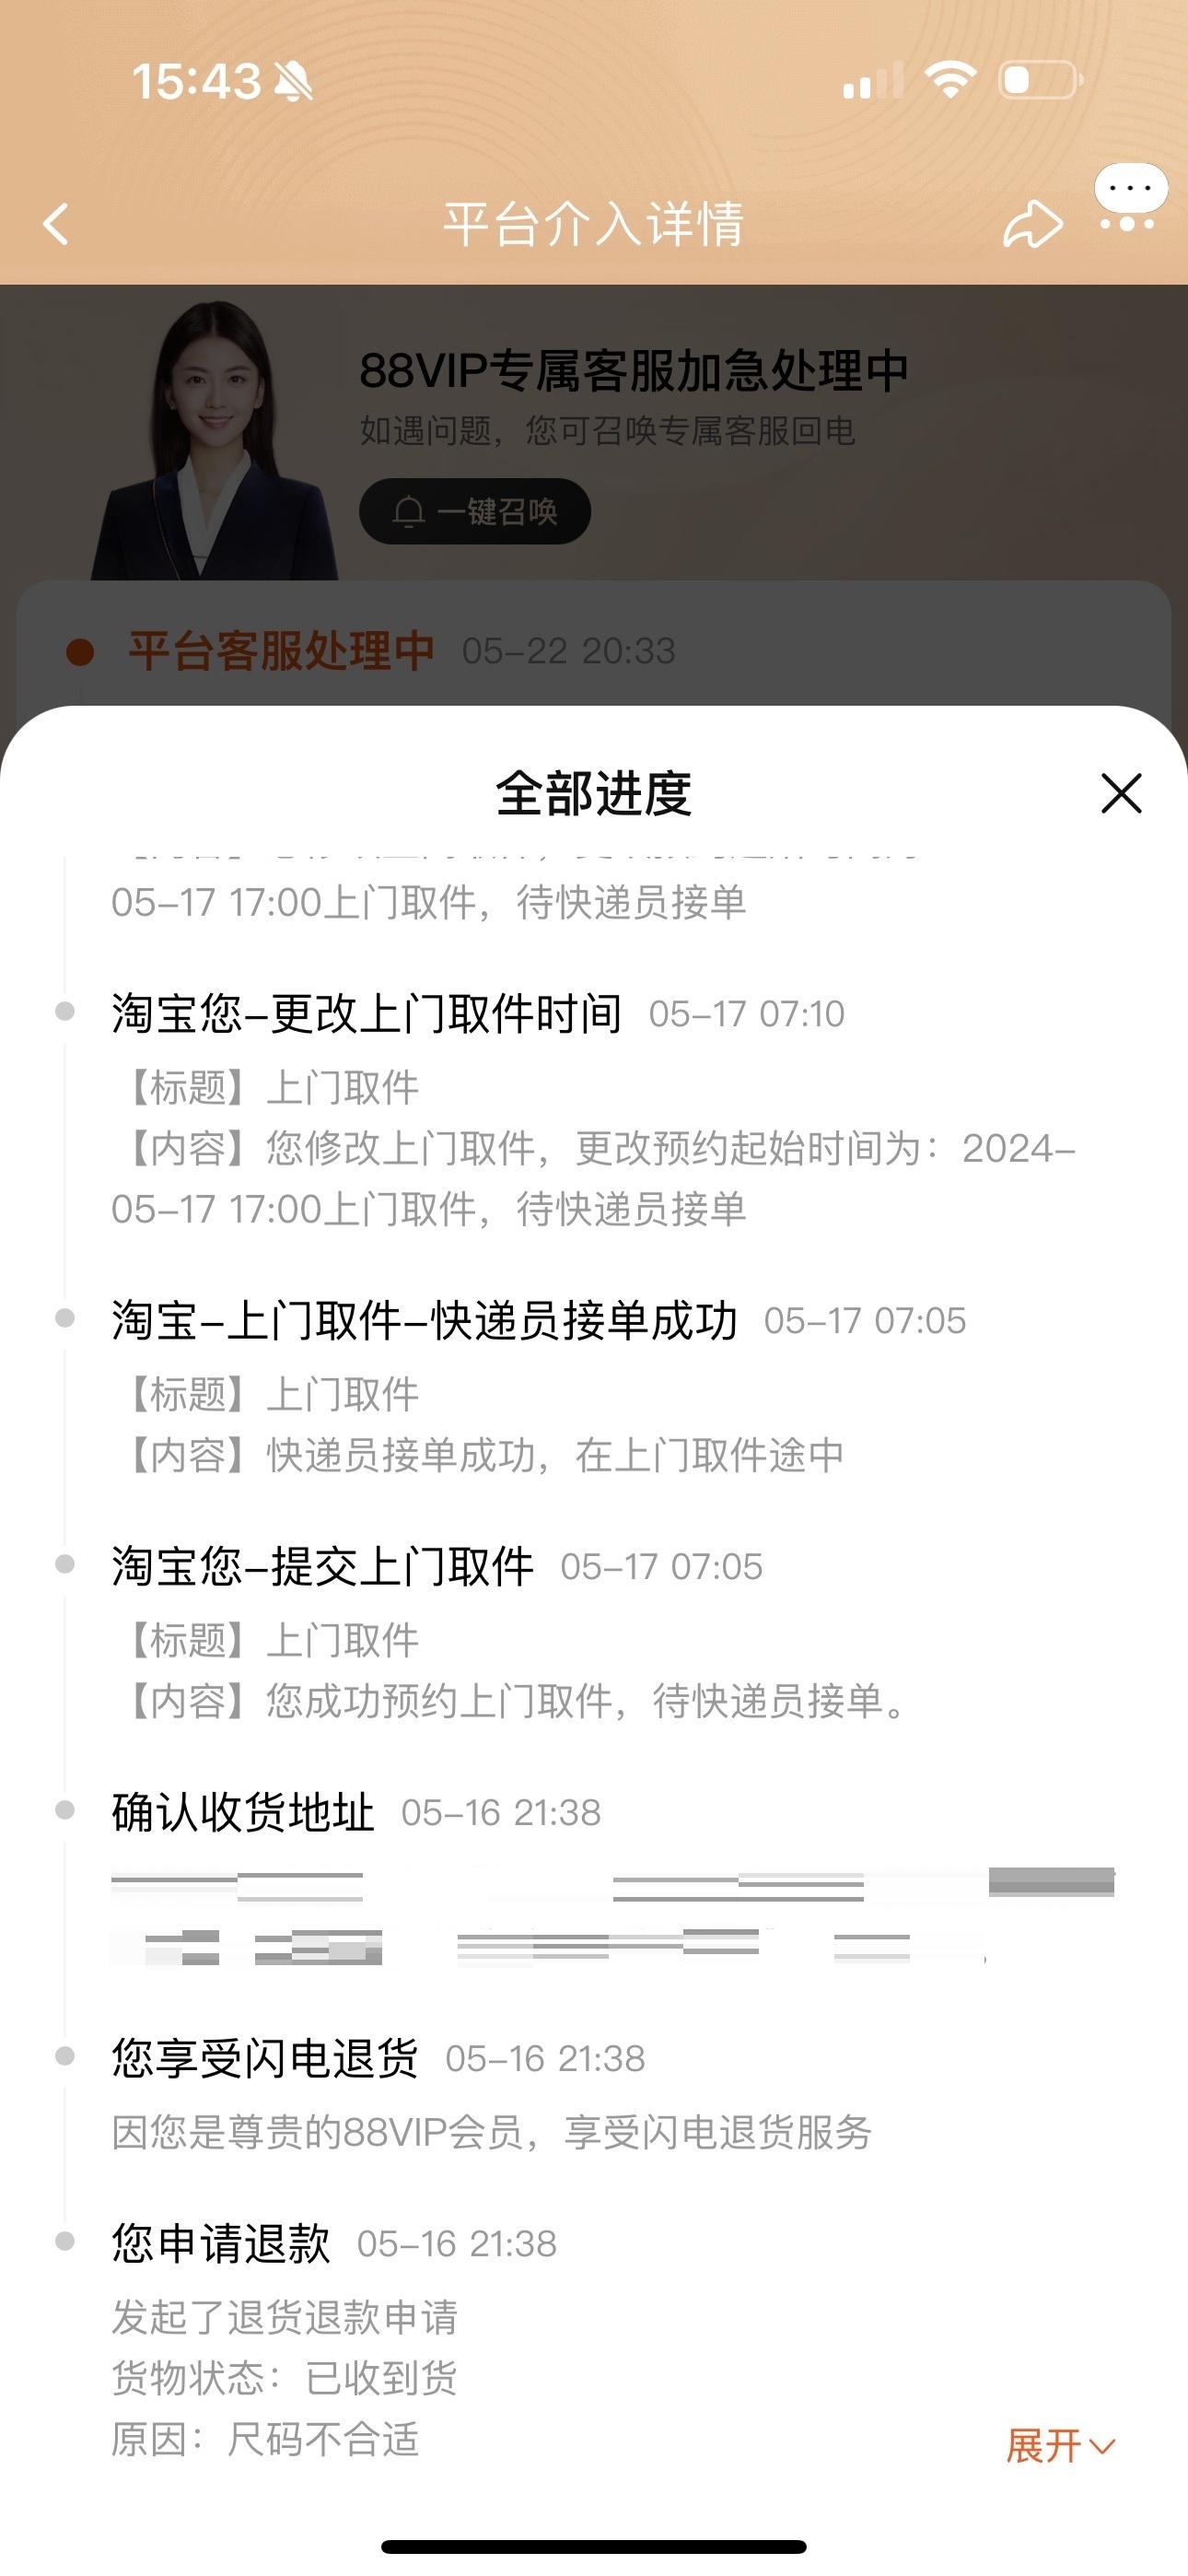 15:43
平台介入详情
88VIP专属客服加急处理中
如遇问题，您可召唤专属客服回电
一键召唤
平台客服处理中 05-22 20:33
全部进度
05-17 17:00上门取件，待快递员接单
淘宝您-更改上门取件时间 05-17 07:10
【标题】上门取件
【内容】您修改上门取件，更改预约起始时间为：2024-
05-17 17:00上门取件，待快递员接单
淘宝-上门取件-快递员接单成功 05-17 07:05
【标题】上门取件
【内容】快递员接单成功，在上门取件途中
淘宝您-提交上门取件 05-17 07:05
【标题】上门取件
【内容】您成功预约上门取件，待快递员接单。
确认收货地址 05-16 21:38
您享受闪电退货 05-16 21:38
因您是尊贵的88VIP会员，享受闪电退货服务
您申请退款 05-16 21:38
发起了退货退款申请
货物状态：已收到货
原因：尺码不合适
展开